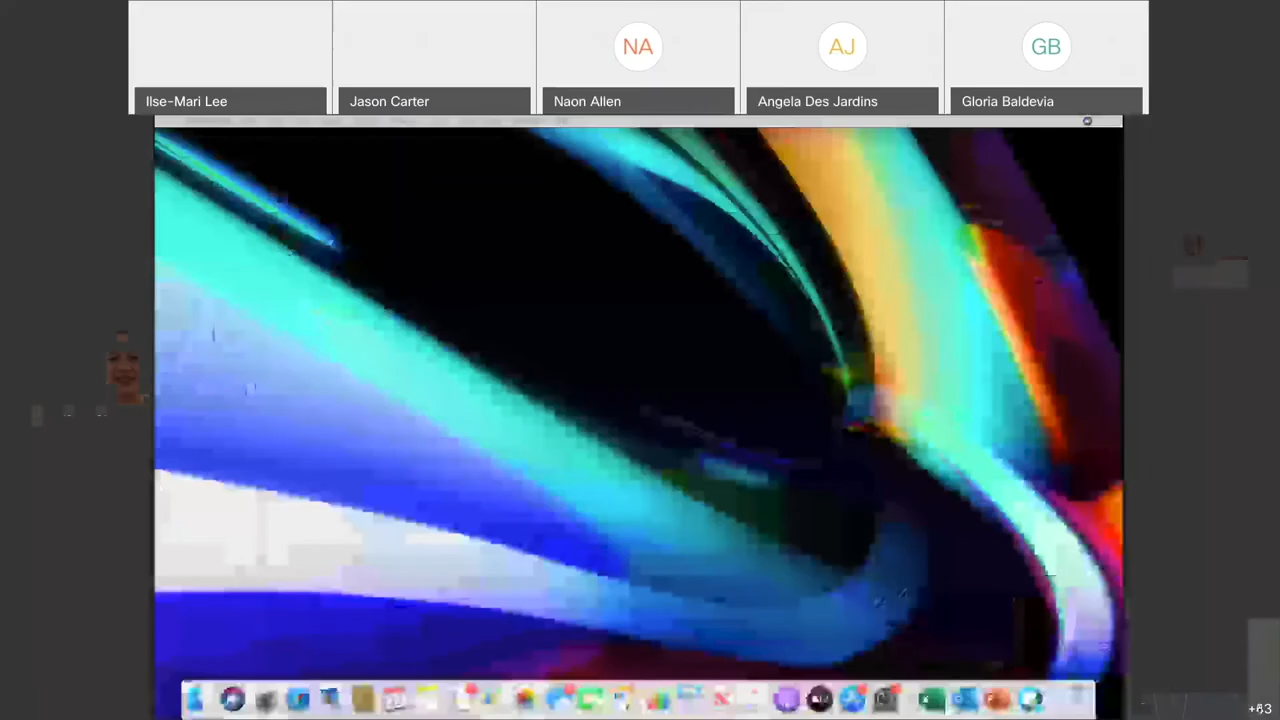 NA
AJ
GB
Ilse-Mari Lee
Jason Carter
Naon Allen
Angela Des Jardins
Gloria Baldevia
+63